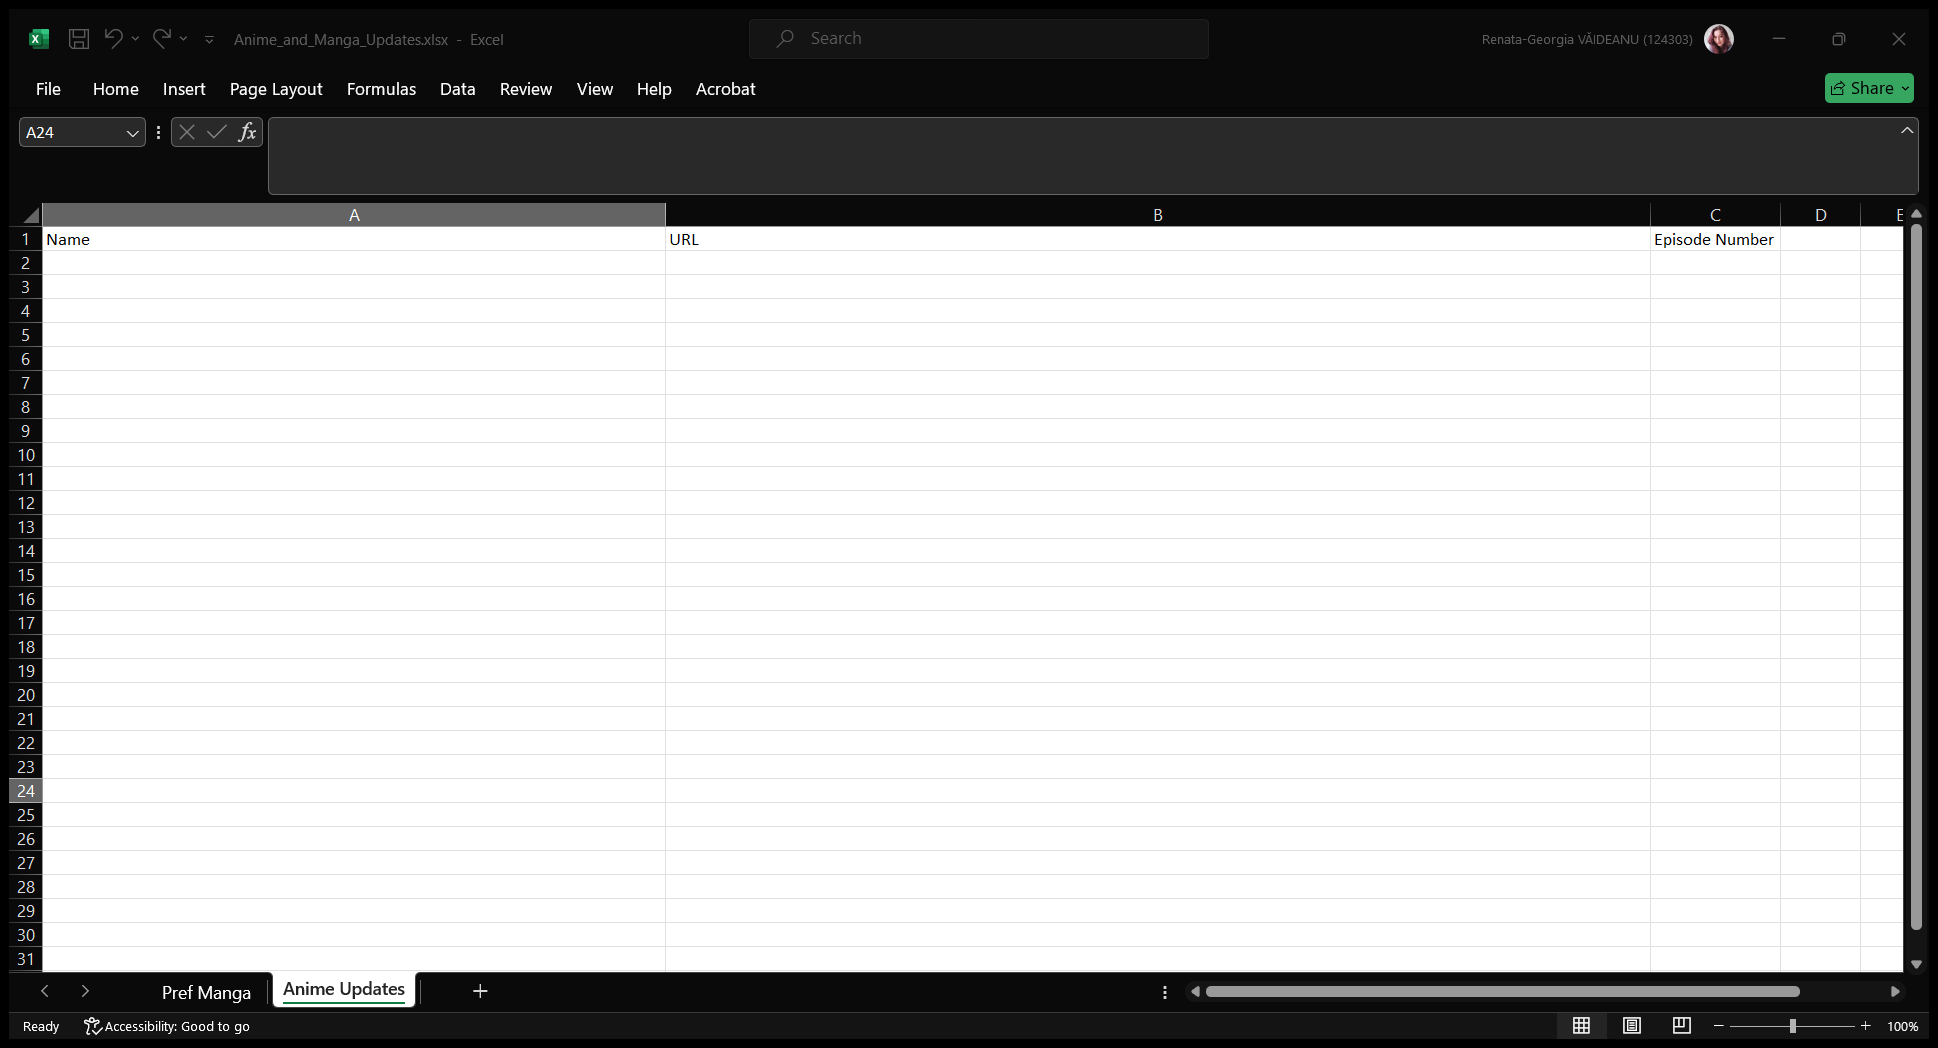 Anime_and_Manga_Updates.xlsx - Excel
Search
Renata-Georgia VĂIDEANU (124303)
File Home Insert Page Layout Formulas Data Review View Help Acrobat
Share
A24
fx
A B C D E
1 Name URL Episode Number
2
3
4
5
6
7
8
9
10
11
12
13
14
15
16
17
18
19
20
21
22
23
24
25
26
27
28
29
30
31
Pref Manga Anime Updates
Ready Accessibility: Good to go 100%